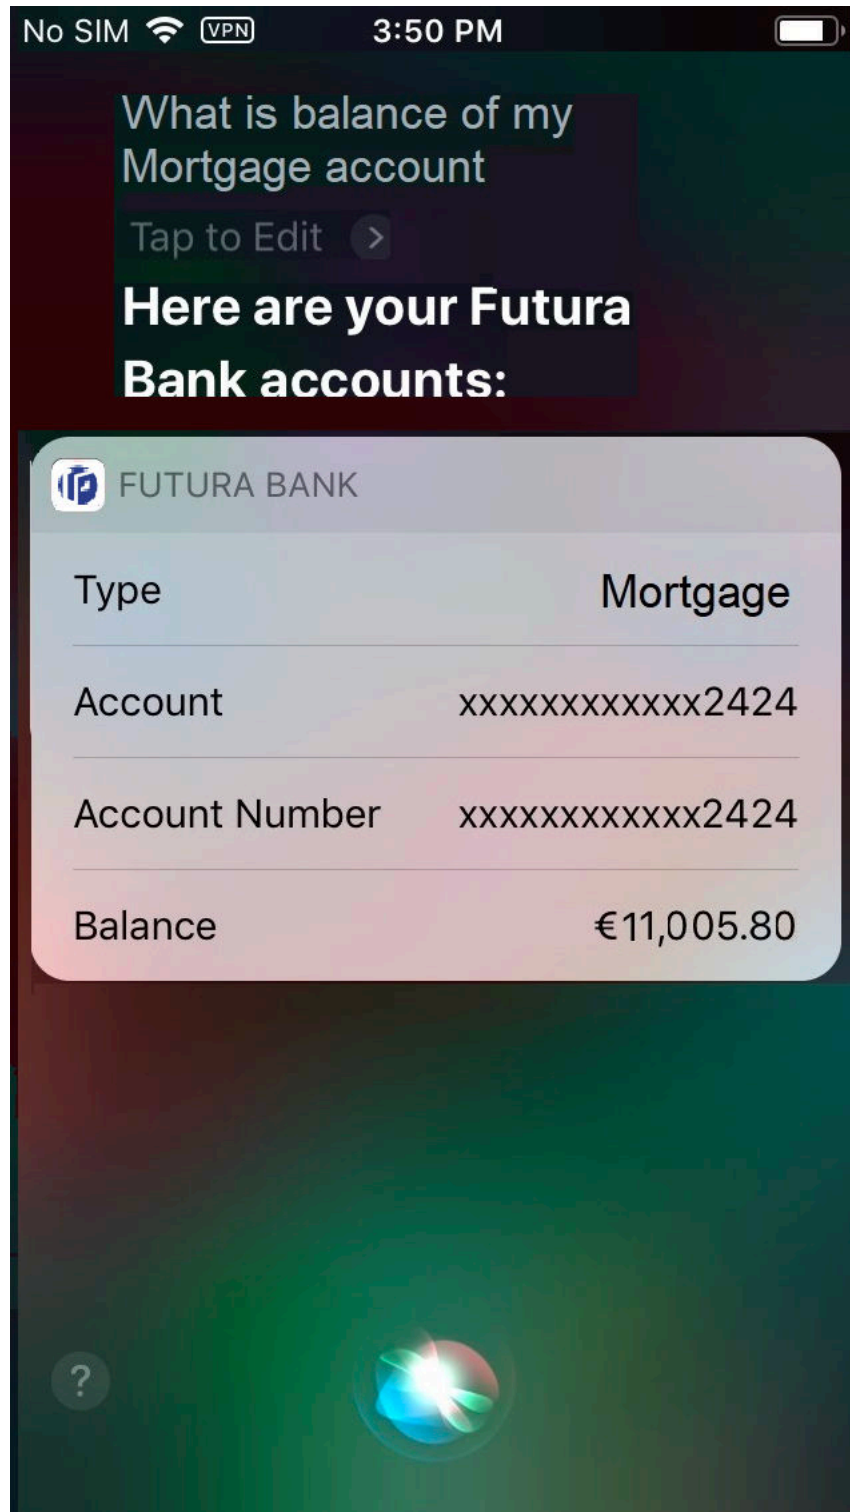 No SIM VPN 3:50 PM
What is balance of my
Mortgage account
Tap to Edit >
Here are your Futura
Bank accounts:
FUTURA BANK
Type Mortgage
Account xxxxxxxxxxxx2424
Account Number xxxxxxxxxxxx2424
Balance €11,005.80
?